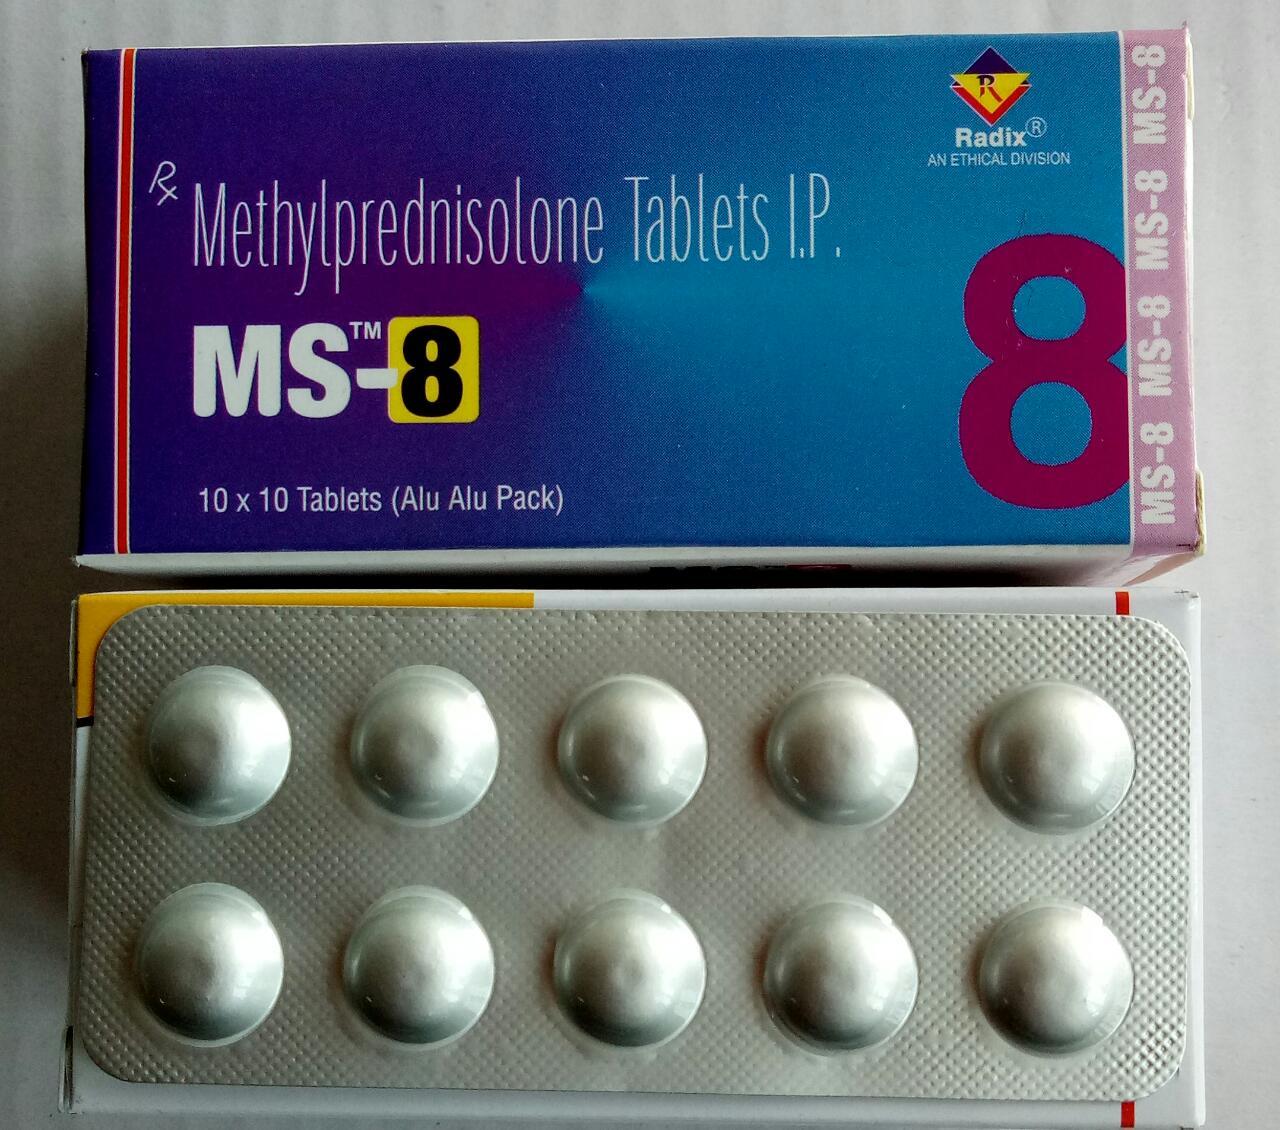 Radix®
AN ETHICAL DIVISION
Rx Methylprednisolone Tablets I.P.
MS™-8
10 x 10 Tablets (Alu Alu Pack)
8
MS-8 MS-8 MS-8 MS-8